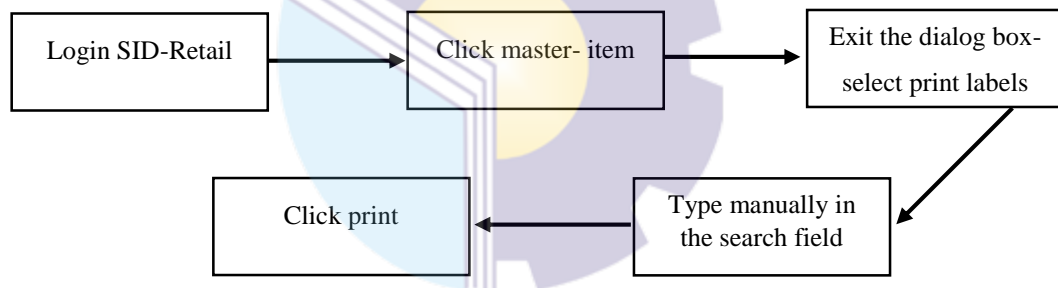 Login SID-Retail
Click master- item
Exit the dialog box-
select print labels
Type manually in
the search field
Click print